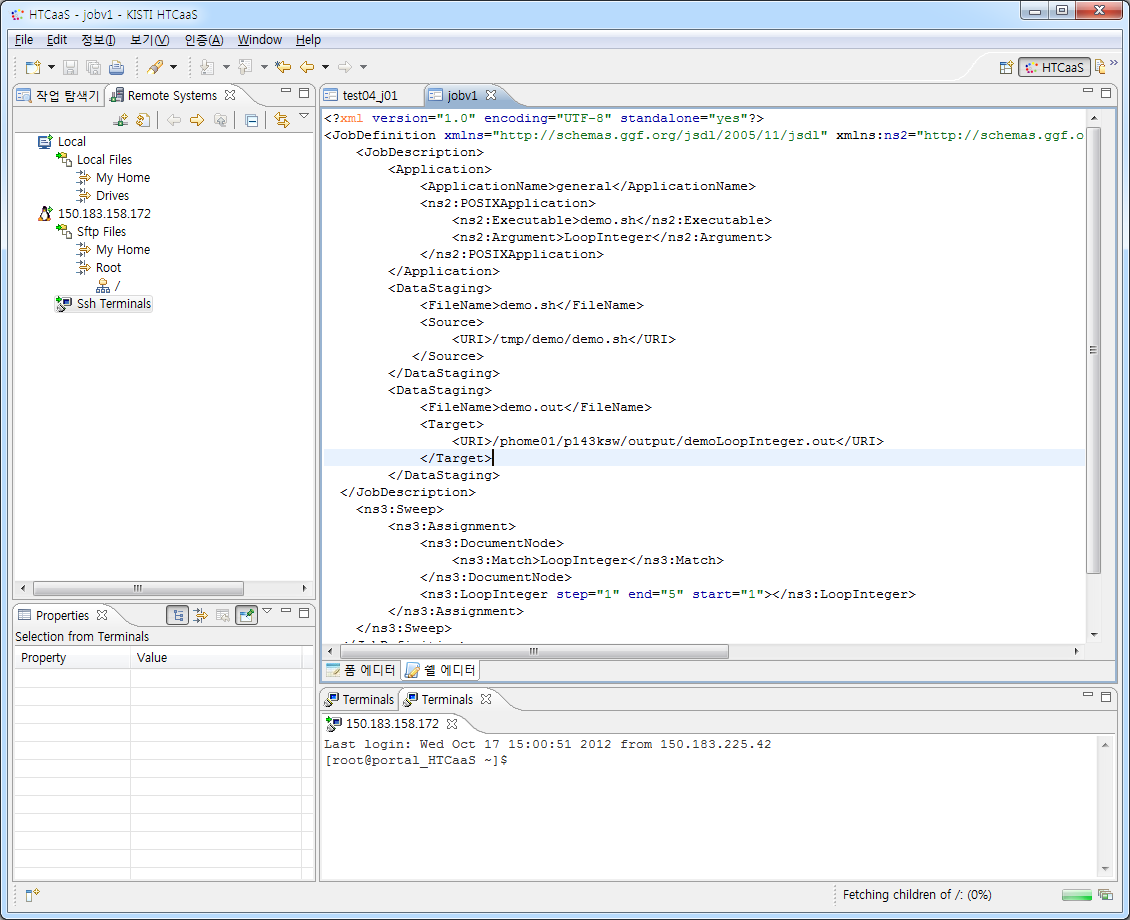 HTCaaS - jobv1 - KISTI HTCaaS
File Edit 정보(I) 보기(V) 인증(A) Window Help
HTCaaS
작업 탐색기 Remote Systems
Local
Local Files
My Home
Drives
150.183.158.172
Sftp Files
My Home
Root
/
Ssh Terminals
test04_j01 jobv1
<?xml version="1.0" encoding="UTF-8" standalone="yes"?>
<JobDefinition xmlns="http://schemas.ggf.org/jsdl/2005/11/jsdl" xmlns:ns2="http://schemas.ggf.o
<JobDescription>
<Application>
<ApplicationName>general</ApplicationName>
<ns2:POSIXApplication>
<ns2:Executable>demo.sh</ns2:Executable>
<ns2:Argument>LoopInteger</ns2:Argument>
</ns2:POSIXApplication>
</Application>
<DataStaging>
<FileName>demo.sh</FileName>
<Source>
<URI>/tmp/demo/demo.sh</URI>
</Source>
</DataStaging>
<DataStaging>
<FileName>demo.out</FileName>
<Target>
<URI>/phome01/p143ksw/output/demoLoopInteger.out</URI>
</Target>
</DataStaging>
</JobDescription>
<ns3:Sweep>
<ns3:Assignment>
<ns3:DocumentNode>
<ns3:Match>LoopInteger</ns3:Match>
</ns3:DocumentNode>
<ns3:LoopInteger step="1" end="5" start="1"></ns3:LoopInteger>
</ns3:Assignment>
</ns3:Sweep>
폼 에디터 쉘 에디터
Properties
Selection from Terminals
Property Value
Terminals Terminals
150.183.158.172
Last login: Wed Oct 17 15:00:51 2012 from 150.183.225.42
[root@portal_HTCaaS ~]$
Fetching children of /: (0%)